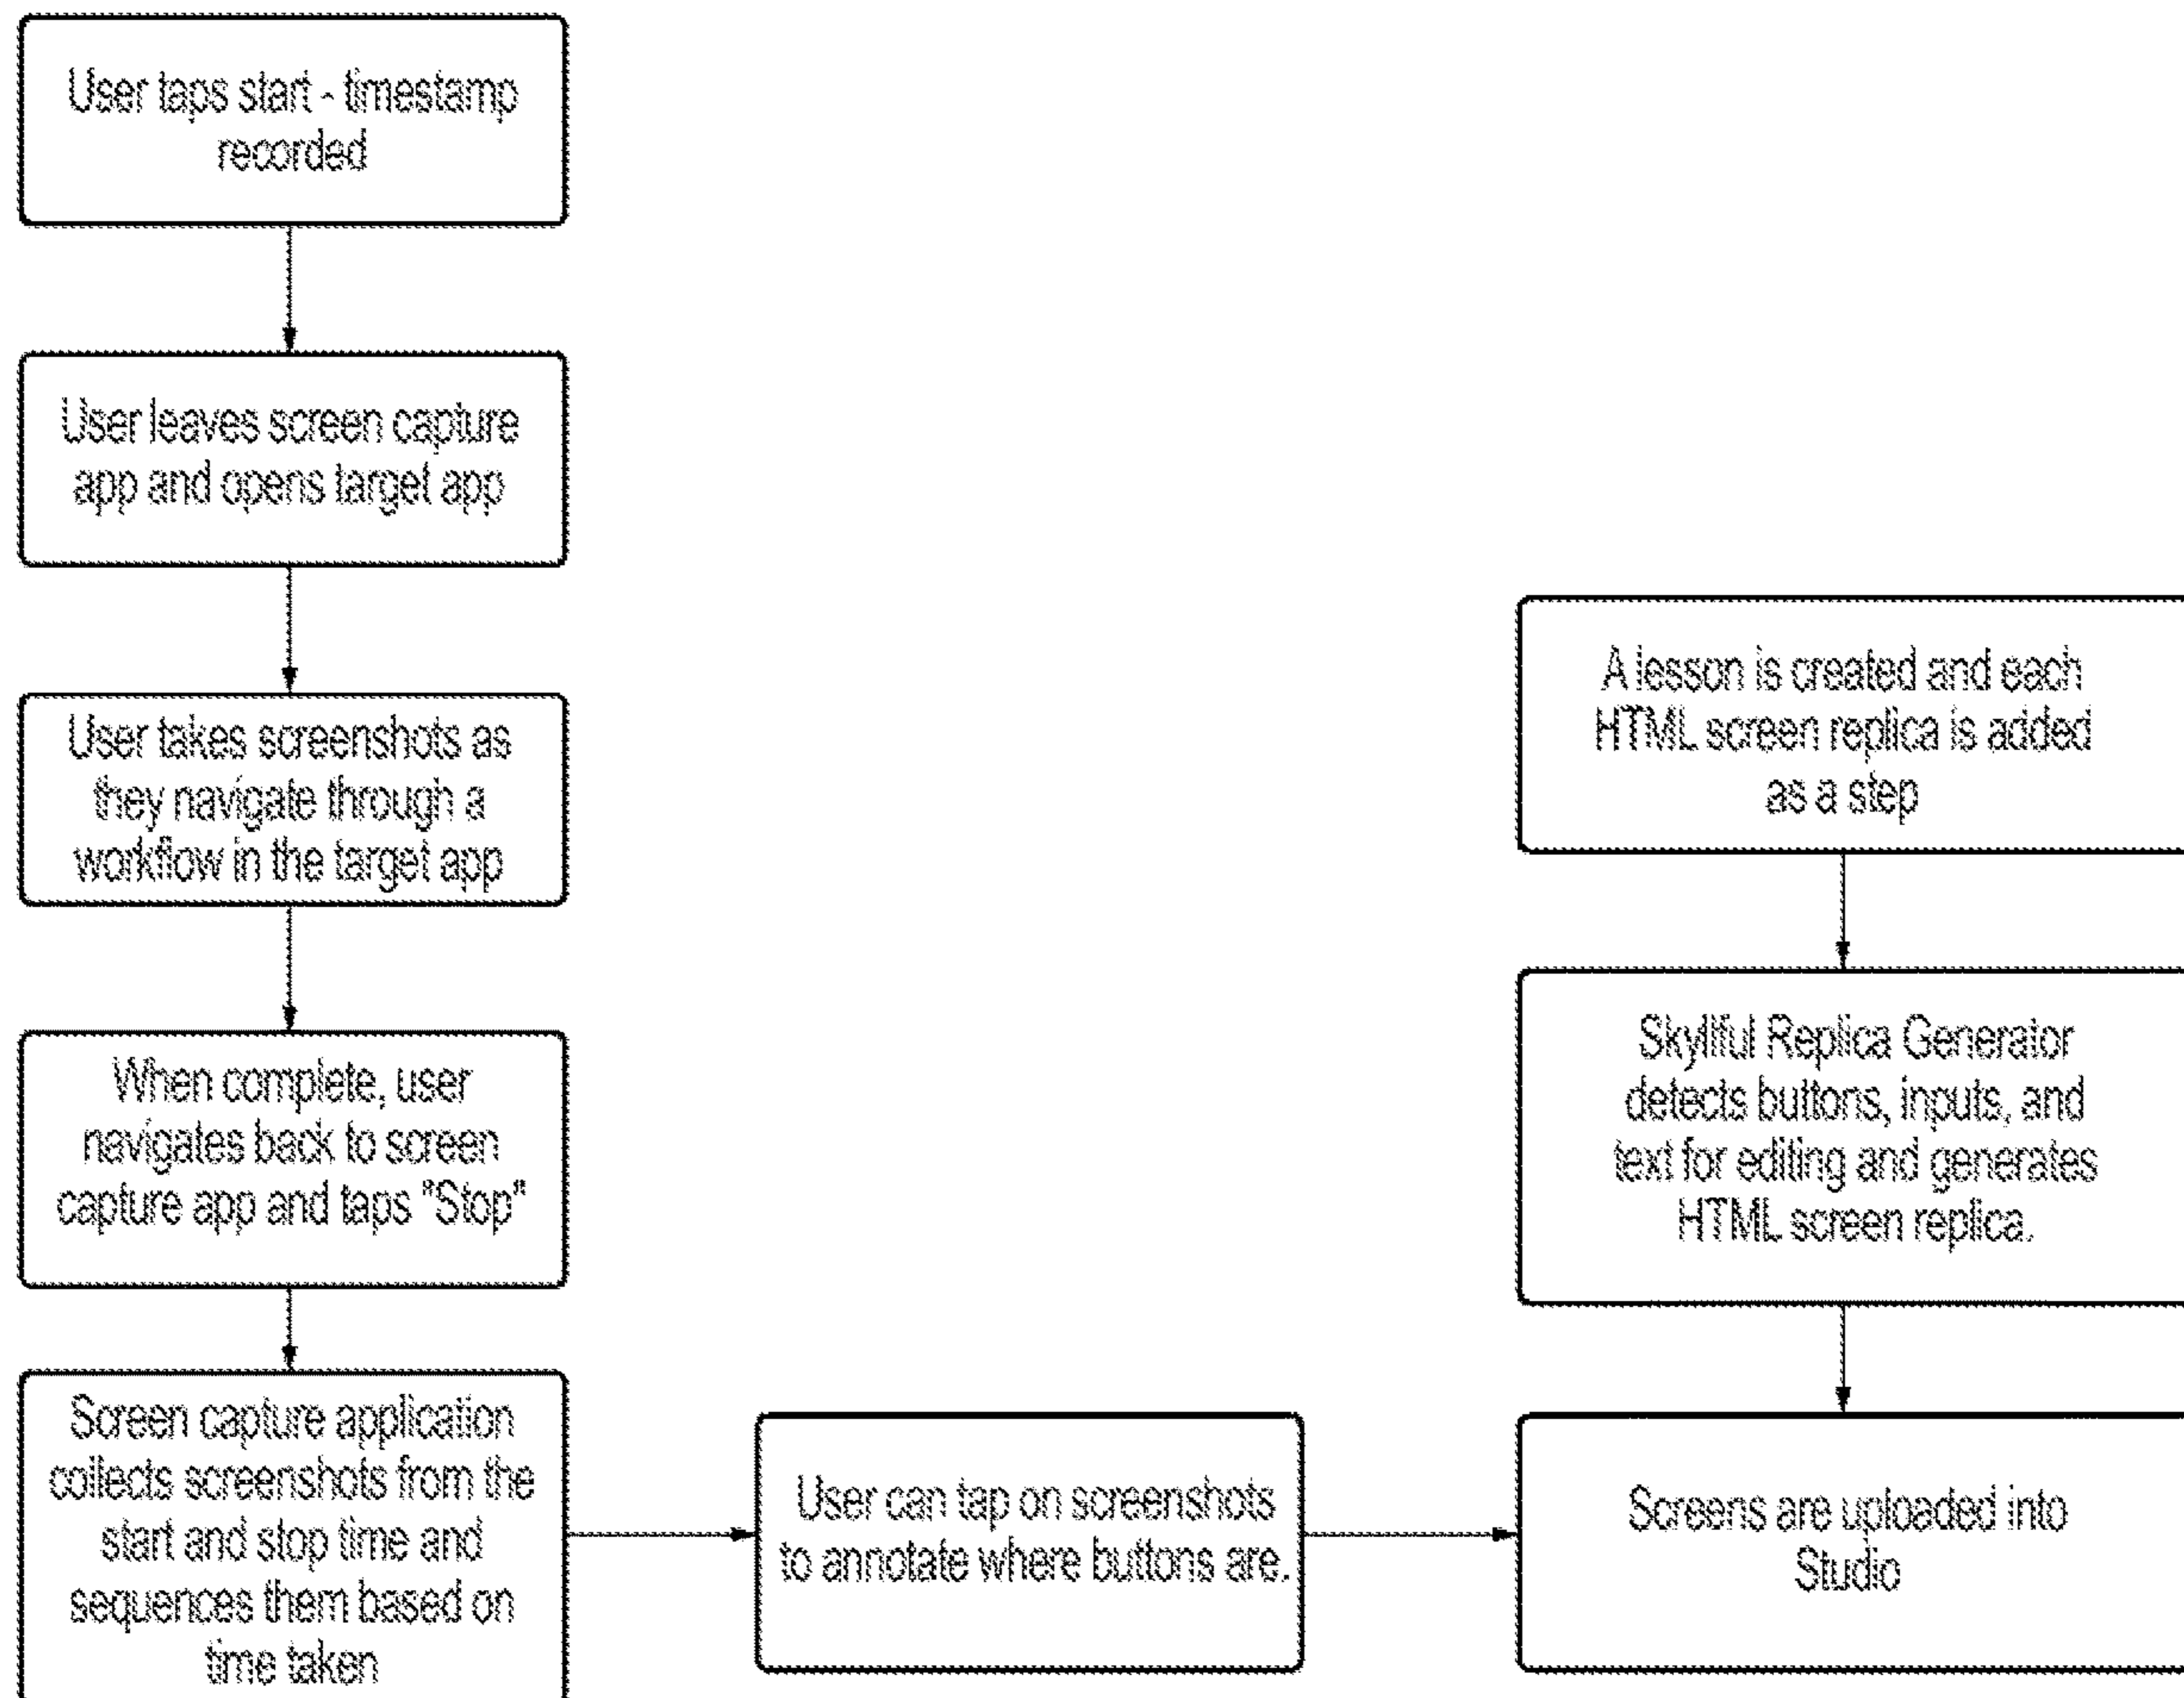 User taps start - timestamp
recorded
User leaves screen capture
app and opens target app
User takes screenshots as
they navigate through a
workflow in the target app
When complete, user
navigates back to screen
capture app and taps "Stop"
Screen capture application
collects screenshots from the
start and stop time and
sequences them based on
time taken
User can tap on screenshots
to annotate where buttons are.
A lesson is created and each
HTML screen replica is added
as a step
Skyllful Replica Generator
detects buttons, inputs, and
text for editing and generates
HTML screen replica.
Screens are uploaded into
Studio